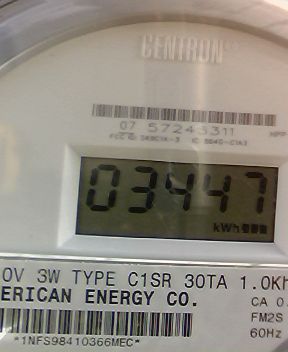 CENTRON®
07 57243311
03447
kWh
0V 3W TYPE C1SR 30TA 1.0Kh
ERICAN ENERGY CO.
CA 0.
FM2S
60Hz
*1NFS98410366MEC*